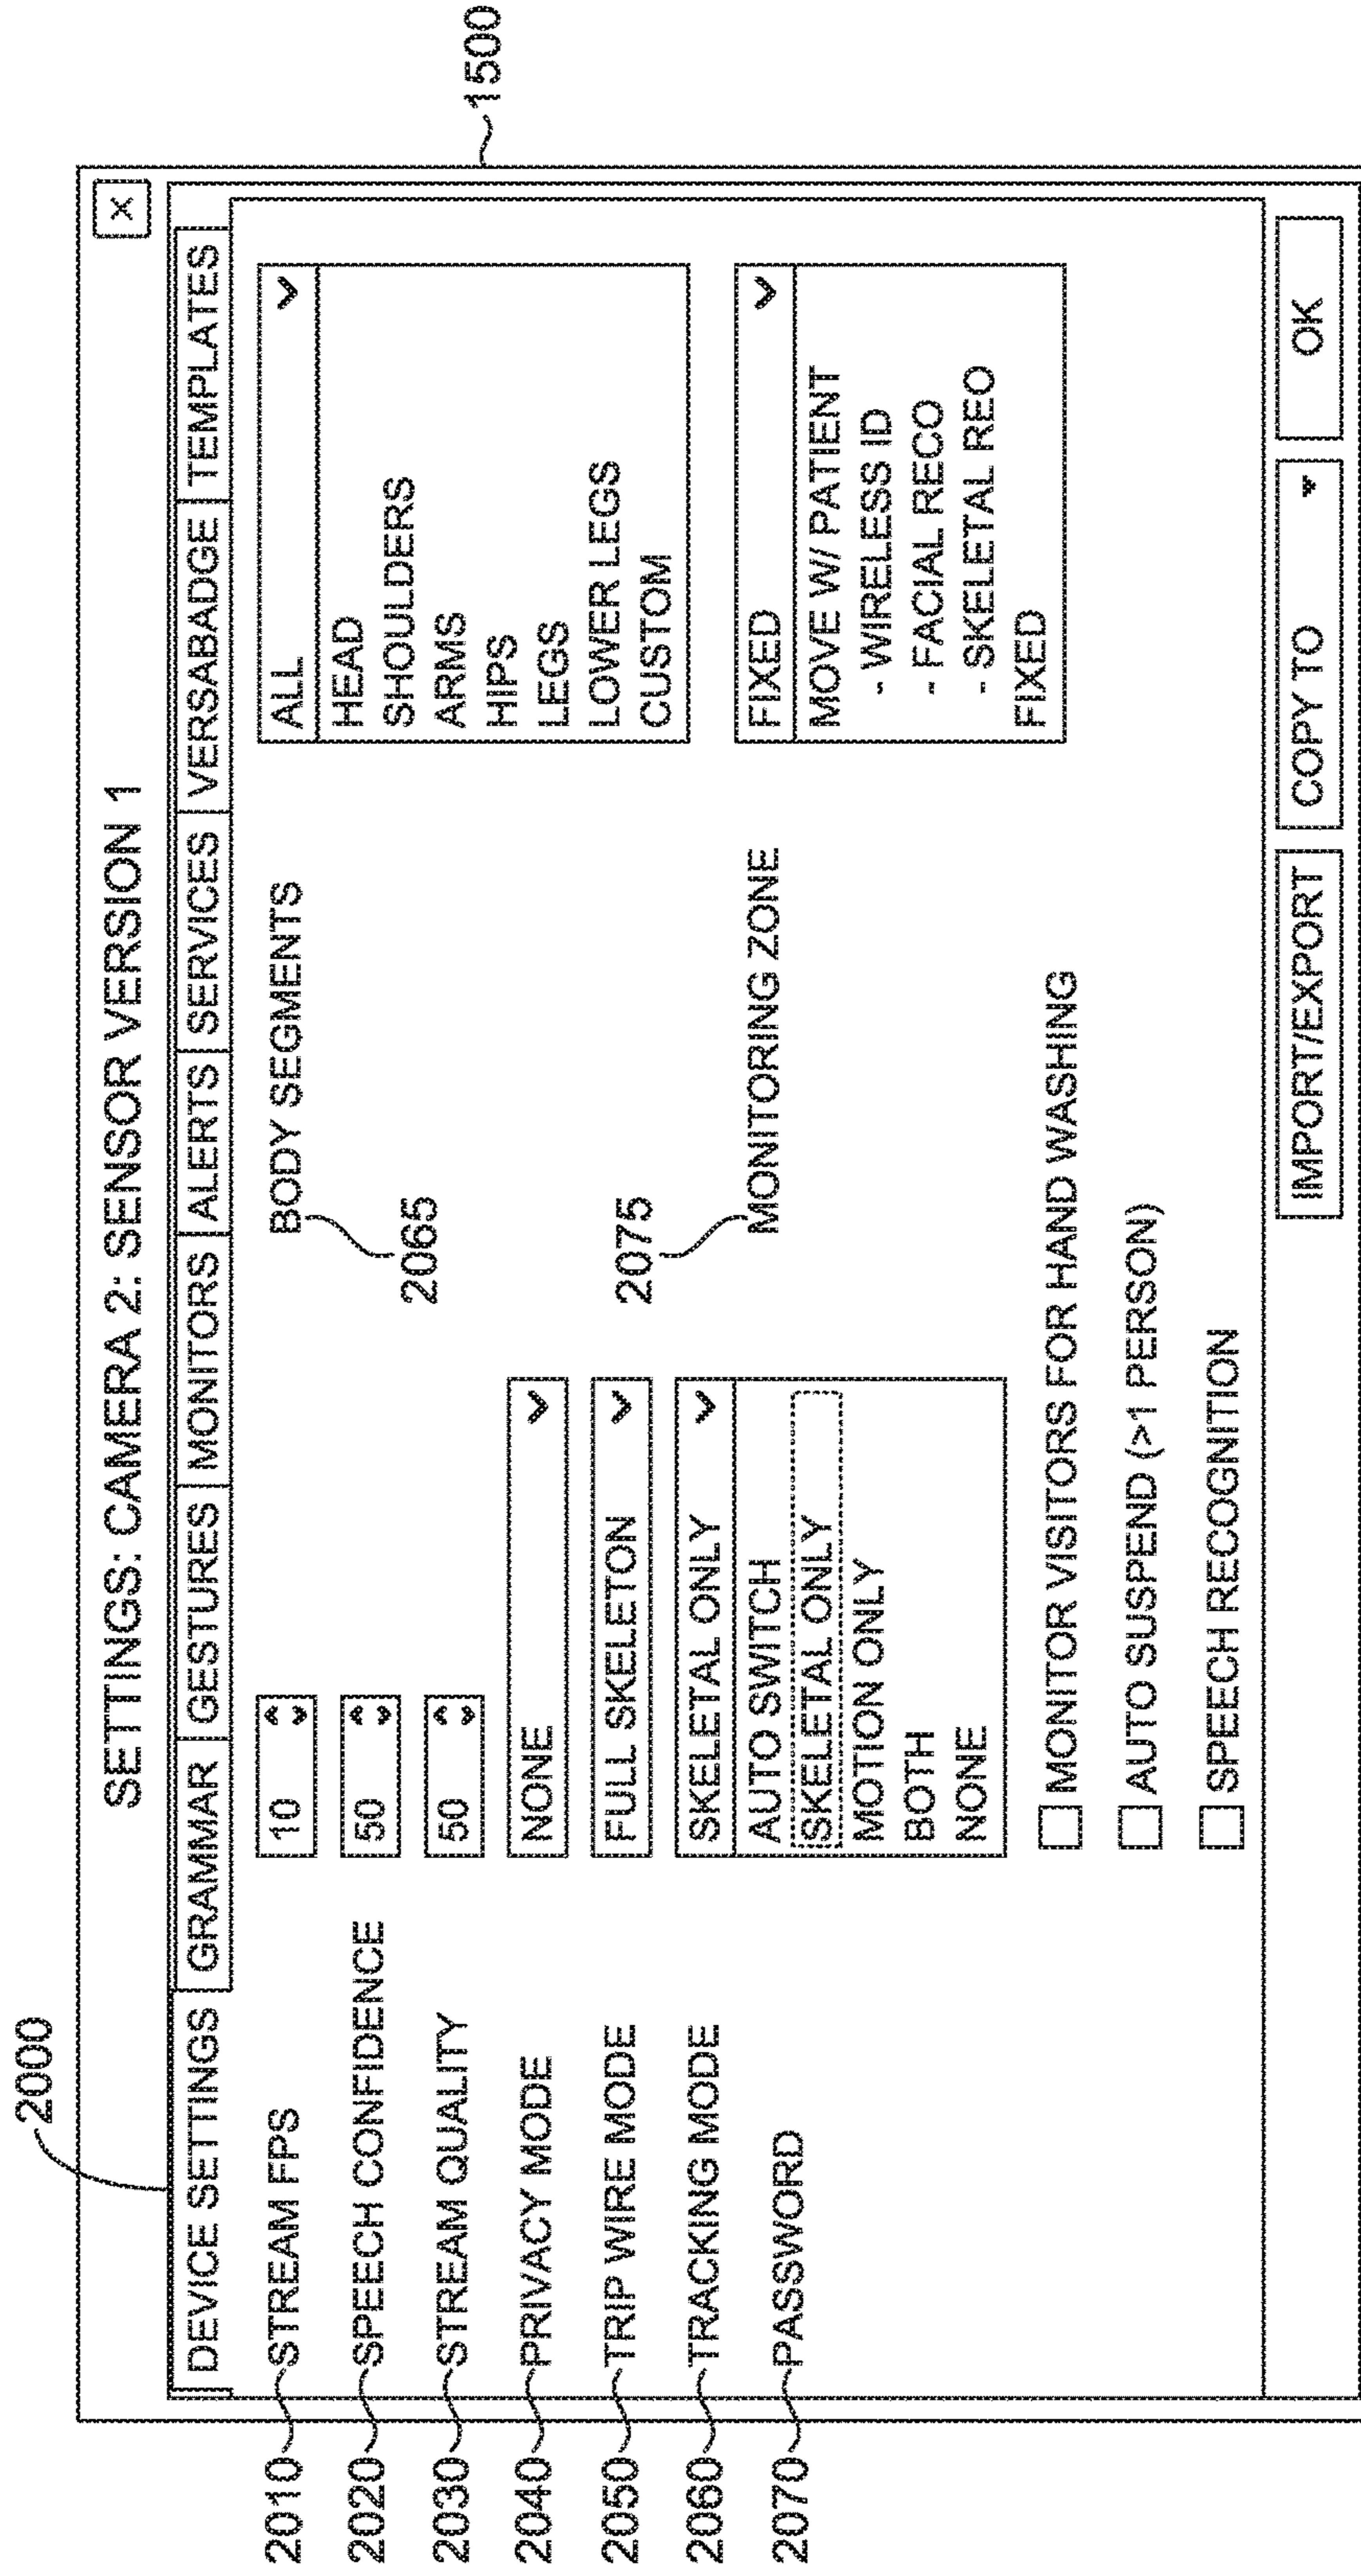 2000
SETTINGS: CAMERA 2: SENSOR VERSION 1
X
1500
DEVICE SETTINGS GRAMMAR GESTURES MONITORS ALERTS SERVICES VERSABADGE TEMPLATES
2010 STREAM FPS 10
2020 SPEECH CONFIDENCE 50
2030 STREAM QUALITY 50
2040 PRIVACY MODE NONE
2050 TRIP WIRE MODE FULL SKELETON
2060 TRACKING MODE SKELETAL ONLY
AUTO SWITCH
SKELETAL ONLY
MOTION ONLY
BOTH
NONE
2070 PASSWORD
BODY SEGMENTS ALL
2065
HEAD
SHOULDERS
ARMS
HIPS
LEGS
LOWER LEGS
CUSTOM
2075
MONITORING ZONE FIXED
MOVE W/ PATIENT
- WIRELESS ID
- FACIAL RECO
- SKELETAL REO
FIXED
MONITOR VISITORS FOR HAND WASHING
AUTO SUSPEND (>1 PERSON)
SPEECH RECOGNITION
IMPORT/EXPORT COPY TO OK